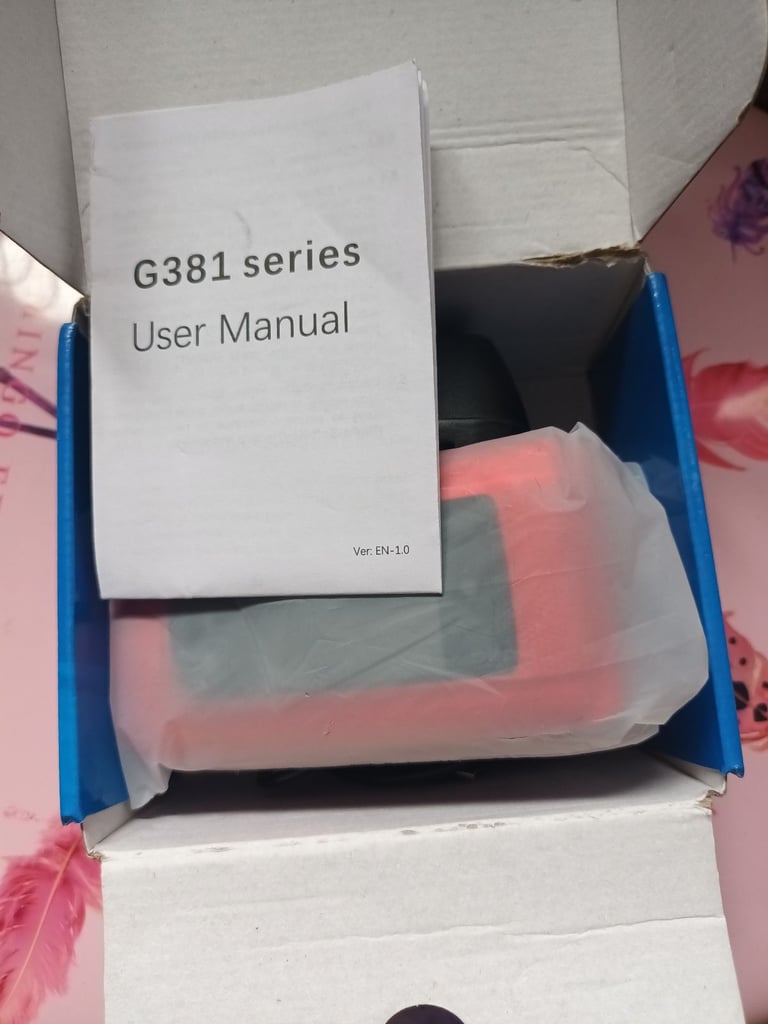 G381 series
User Manual
Ver: EN-1.0